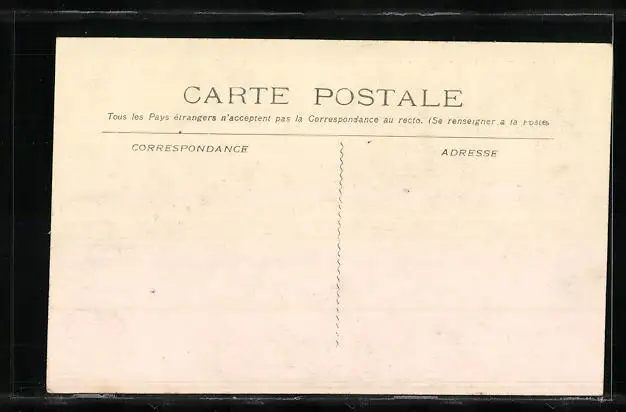 CARTE POSTALE
Tous les Pays étrangers n'acceptent pas la Correspondance au recto. (Se renseigner a la Poste
CORRESPONDANCE
ADRESSE